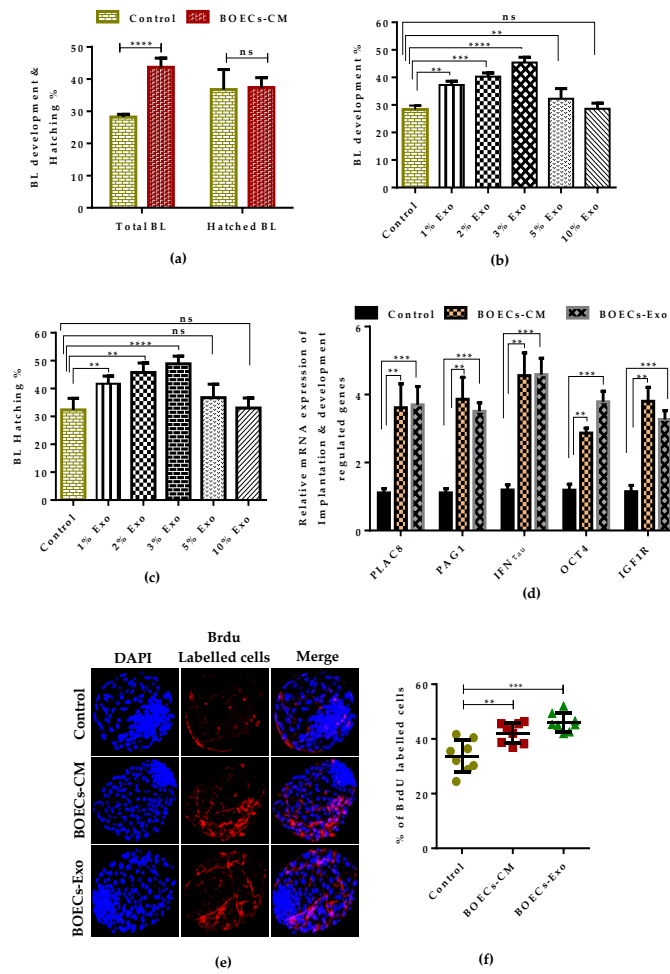 Control BOECs-CM
BL development &
Hatching %
50
40
30
20
10
0
****
ns
Total BL Hatched BL
(a)
BL development %
60
50
40
30
20
10
0
ns
**
****
***
**
Control 1% Exo 2% Exo 3% Exo 5% Exo 10% Exo
(b)
BL Hatching %
60
50
40
30
20
10
0
ns
ns
****
**
**
Control 1% Exo 2% Exo 3% Exo 5% Exo 10% Exo
(c)
Control BOECs-CM BOECs-Exo
Relative mRNA expression of
Implantation & development
regulated genes
6
4
2
0
***
**
***
**
***
**
***
**
***
**
PLAC8 PAG1 IFNτau OCT4 IGF1R
(d)
Brdu
DAPI Labelled cells Merge
Control
BOECs-CM
BOECs-Exo
(e)
% of BrdU labelled cells
60
40
20
0
***
**
Control BOECs-CM BOECs-Exo
(f)